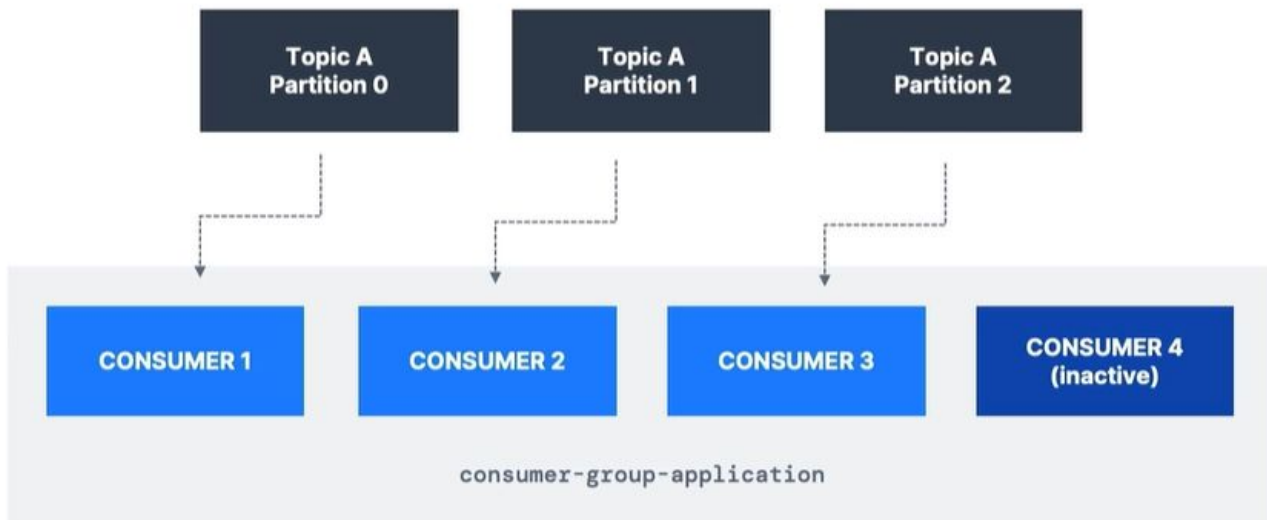 Topic A
Partition 0
Topic A
Partition 1
Topic A
Partition 2
CONSUMER 1
CONSUMER 2
CONSUMER 3
CONSUMER 4
(inactive)
consumer-group-application